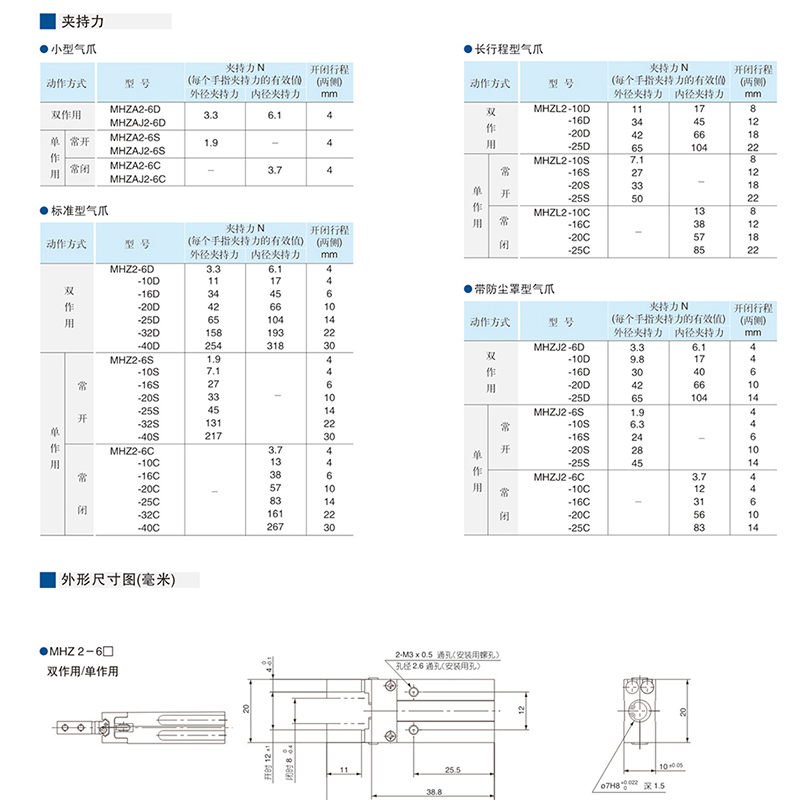 夹持力
小型气爪
动作方式 型 号 夹持力 N (每个手指夹持力的有效值) 外径夹持力 内径夹持力 开闭行程 (两侧) mm
双作用 MHZA2-6D MHZAJ2-6D 3.3 6.1 4
单作用 常开 MHZA2-6S MHZAJ2-6S 1.9 – 4
常闭 MHZA2-6C MHZAJ2-6C – 3.7 4
标准型气爪
动作方式 型 号 夹持力 N (每个手指夹持力的有效值) 外径夹持力 内径夹持力 开闭行程 (两侧) mm
双作用 MHZ2-6D 3.3 6.1 4
-10D 11 17 4
-16D 34 45 6
-20D 42 66 10
-25D 65 104 14
-32D 158 193 22
-40D 254 318 30
单作用 常开 MHZ2-6S 1.9 – 4
-10S 7.1 4
-16S 27 6
-20S 33 10
-25S 45 14
-32S 131 22
-40S 217 30
常闭 MHZ2-6C – 3.7 4
-10C 13 4
-16C 38 6
-20C 57 10
-25C 83 14
-32C 161 22
-40C 267 30
长行程型气爪
动作方式 型 号 夹持力 N (每个手指夹持力的有效值) 外径夹持力 内径夹持力 开闭行程 (两侧) mm
双作用 MHZL2-10D 11 17 8
-16D 34 45 12
-20D 42 66 18
-25D 65 104 22
单作用 常开 MHZL2-10S 7.1 – 8
-16S 27 12
-20S 33 18
-25S 50 22
常闭 MHZL2-10C – 13 8
-16C 38 12
-20C 57 18
-25C 85 22
带防尘罩型气爪
动作方式 型 号 夹持力 N (每个手指夹持力的有效值) 外径夹持力 内径夹持力 开闭行程 (两侧) mm
双作用 MHZJ2-6D 3.3 6.1 4
-10D 9.8 17 4
-16D 30 40 6
-20D 42 66 10
-25D 65 104 14
单作用 常开 MHZJ2-6S 1.9 – 4
-10S 6.3 4
-16S 24 6
-20S 28 10
-25S 45 14
常闭 MHZJ2-6C – 3.7 4
-10C 12 4
-16C 31 6
-20C 56 10
-25C 83 14
外形尺寸图(毫米)
MHZ 2-6□
双作用/单作用
2-M3 x 0.5 通孔(安装用螺孔)
孔径2.6 通孔(安装用孔)
4 0 -0.1
20
开时 12 ±1
闭时 8 0 -0.4
12
11
25.5
38.8
20
10 ±0.05
ø7H8 +0.022 0 深 1.5